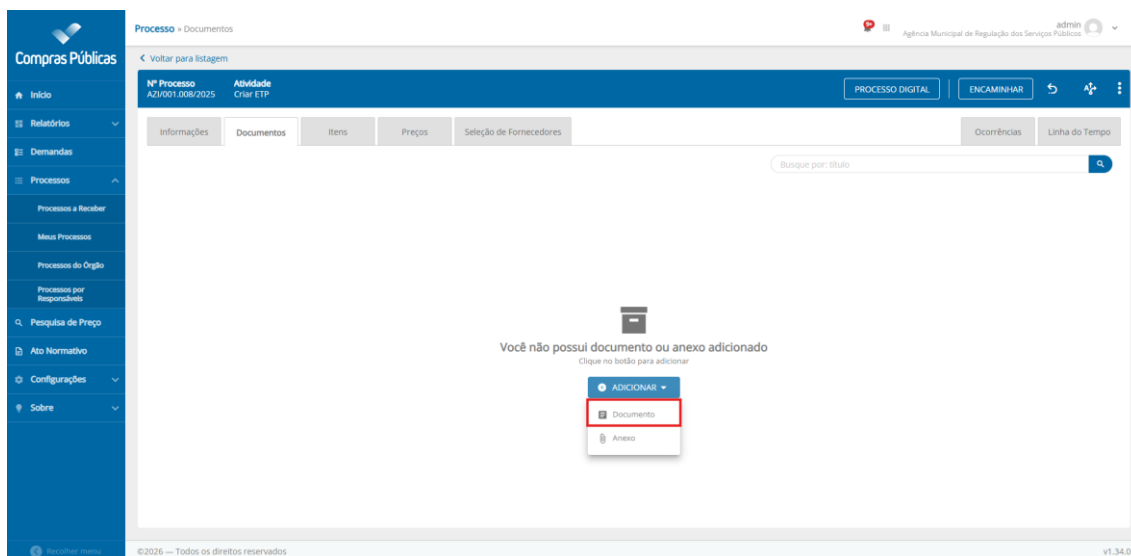 Compras Públicas
Início
Relatórios
Demandas
Processos
Processos a Receber
Meus Processos
Processos do Órgão
Processos por
Responsáveis
Pesquisa de Preço
Ato Normativo
Configurações
Sobre
Recolher menu
Processo » Documentos
9+
admin
Agência Municipal de Regulação dos Serviços Públicos
Voltar para listagem
Nº Processo
AZI/001.008/2025
Atividade
Criar ETP
PROCESSO DIGITAL
ENCAMINHAR
Informações
Documentos
Itens
Preços
Seleção de Fornecedores
Ocorrências
Linha do Tempo
Busque por: título
Você não possui documento ou anexo adicionado
Clique no botão para adicionar
ADICIONAR
Documento
Anexo
©2026 — Todos os direitos reservados
v1.34.0